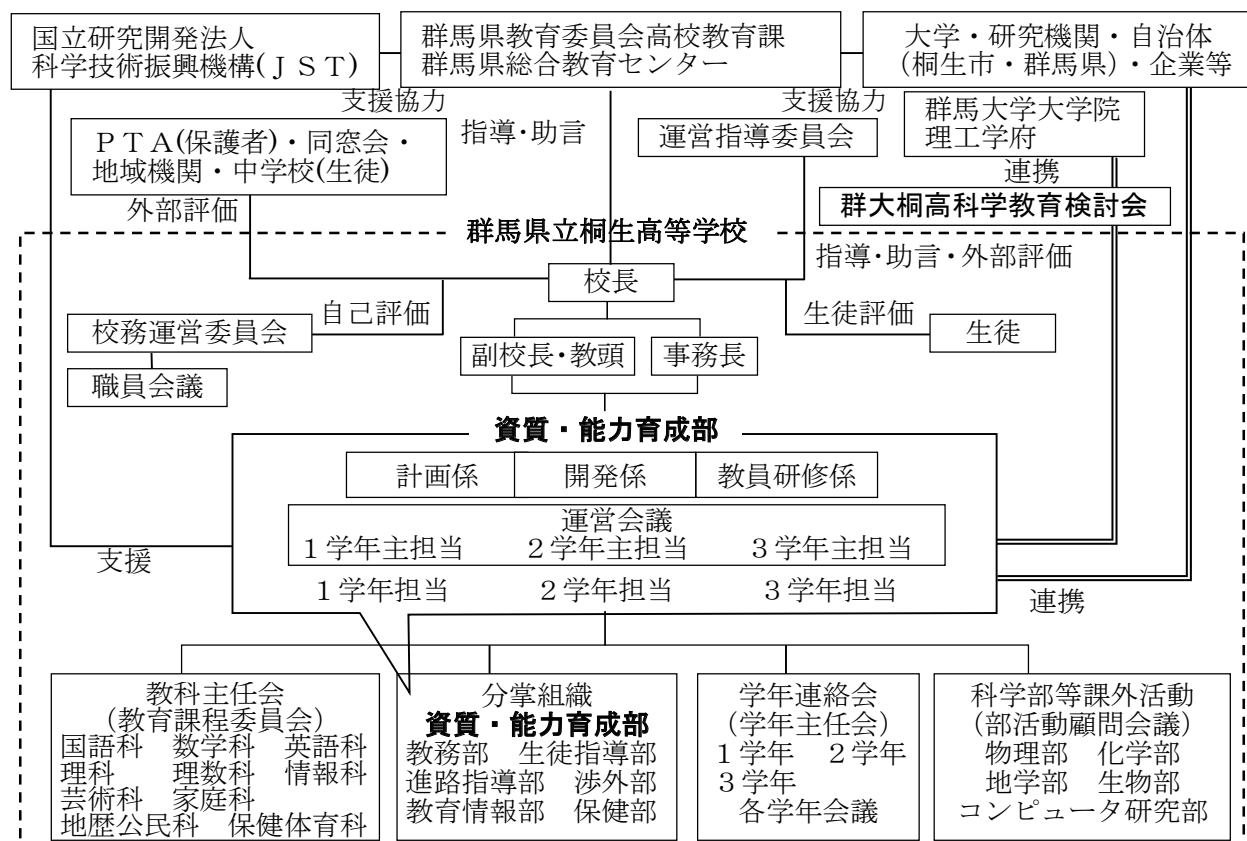 国立研究開発法人
科学技術振興機構(ＪＳＴ)
群馬県教育委員会高校教育課
群馬県総合教育センター
大学・研究機関・自治体
(桐生市・群馬県)・企業等
支援協力
支援協力
ＰＴＡ(保護者)・同窓会・
地域機関・中学校(生徒)
指導・助言
運営指導委員会
群馬大学大学院
理工学府
連携
外部評価
群大桐高科学教育検討会
群馬県立桐生高等学校
指導・助言・外部評価
校長
自己評価
生徒評価
校務運営委員会
生徒
副校長・教頭
事務長
職員会議
資質・能力育成部
計画係
開発係
教員研修係
運営会議
１学年主担当 ２学年主担当 ３学年主担当
支援
１学年担当 ２学年担当 ３学年担当
連携
教科主任会
(教育課程委員会)
国語科 数学科 英語科
理科 理数科 情報科
芸術科 家庭科
地歴公民科 保健体育科
分掌組織
資質・能力育成部
教務部 生徒指導部
進路指導部 渉外部
教育情報部 保健部
学年連絡会
(学年主任会)
１学年 ２学年
３学年
各学年会議
科学部等課外活動
(部活動顧問会議)
物理部 化学部
地学部 生物部
コンピュータ研究部